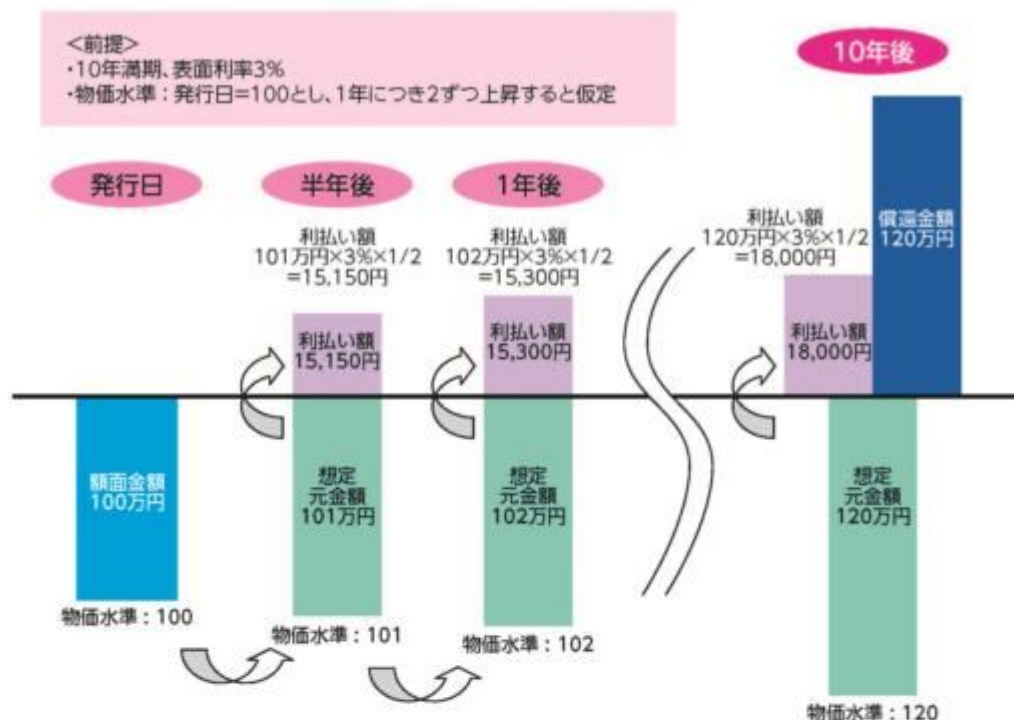 <前提>
・10年満期、表面利率3%
・物価水準：発行日=100とし、1年につき2ずつ上昇すると仮定
10年後
発行日
半年後
1年後
利払い額
101万円×3%×1/2
=15,150円
利払い額
102万円×3%×1/2
=15,300円
利払い額
120万円×3%×1/2
=18,000円
償還金額
120万円
利払い額
15,150円
利払い額
15,300円
利払い額
18,000円
額面金額
100万円
想定
元金額
101万円
想定
元金額
102万円
想定
元金額
120万円
物価水準：100
物価水準：101
物価水準：102
物価水準：120